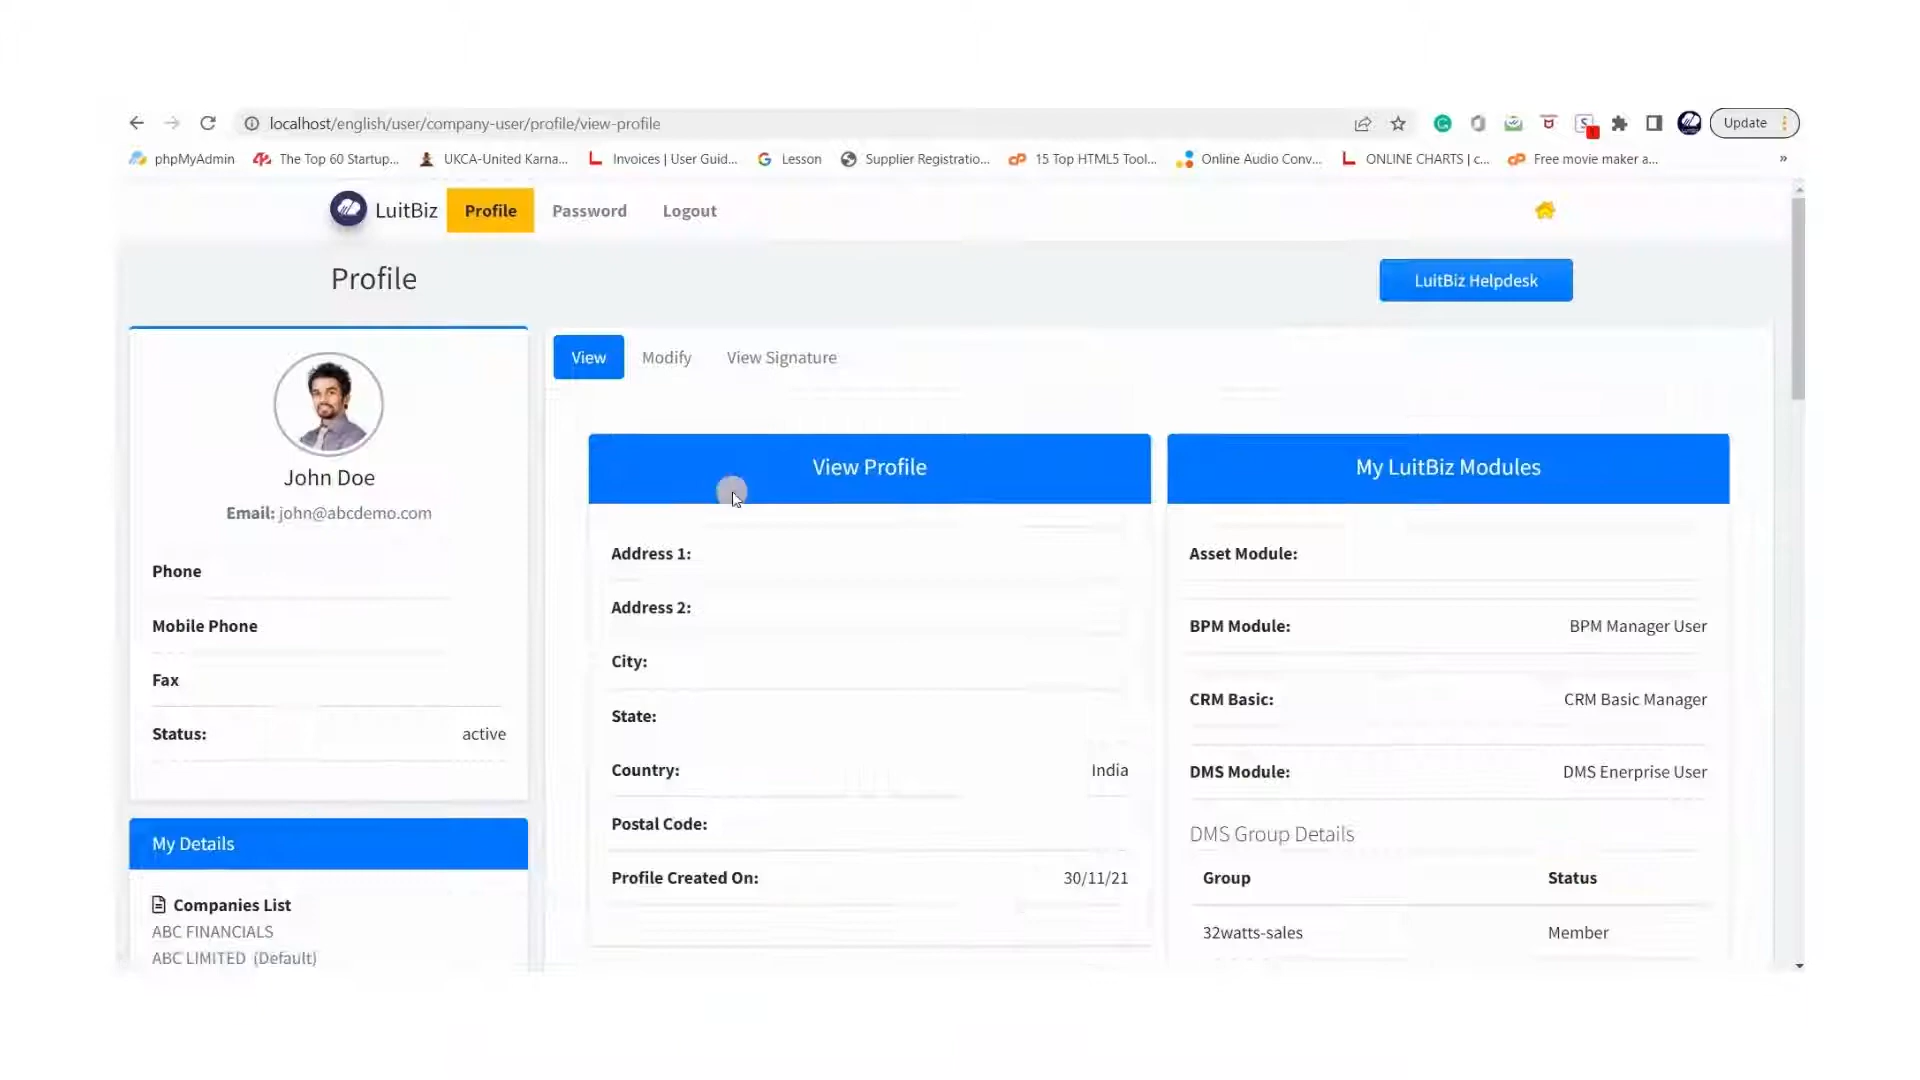 localhost/english/user/company-user/profile/view-profile
Update
phpMyAdmin
The Top 60 Startup...
UKCA-United Karna...
Invoices | User Guid...
Lesson
Supplier Registratio...
15 Top HTML5 Tool...
Online Audio Conv...
ONLINE CHARTS | c...
Free movie maker a...
»
LuitBiz
Profile
Password
Logout
Profile
LuitBiz Helpdesk
John Doe
Email: john@abcdemo.com
Phone
Mobile Phone
Fax
Status: active
My Details
Companies List
ABC FINANCIALS
ABC LIMITED (Default)
View
Modify
View Signature
View Profile
Address 1:
Address 2:
City:
State:
Country: India
Postal Code:
Profile Created On: 30/11/21
My LuitBiz Modules
Asset Module:
BPM Module: BPM Manager User
CRM Basic: CRM Basic Manager
DMS Module: DMS Enerprise User
DMS Group Details
Group Status
32watts-sales Member